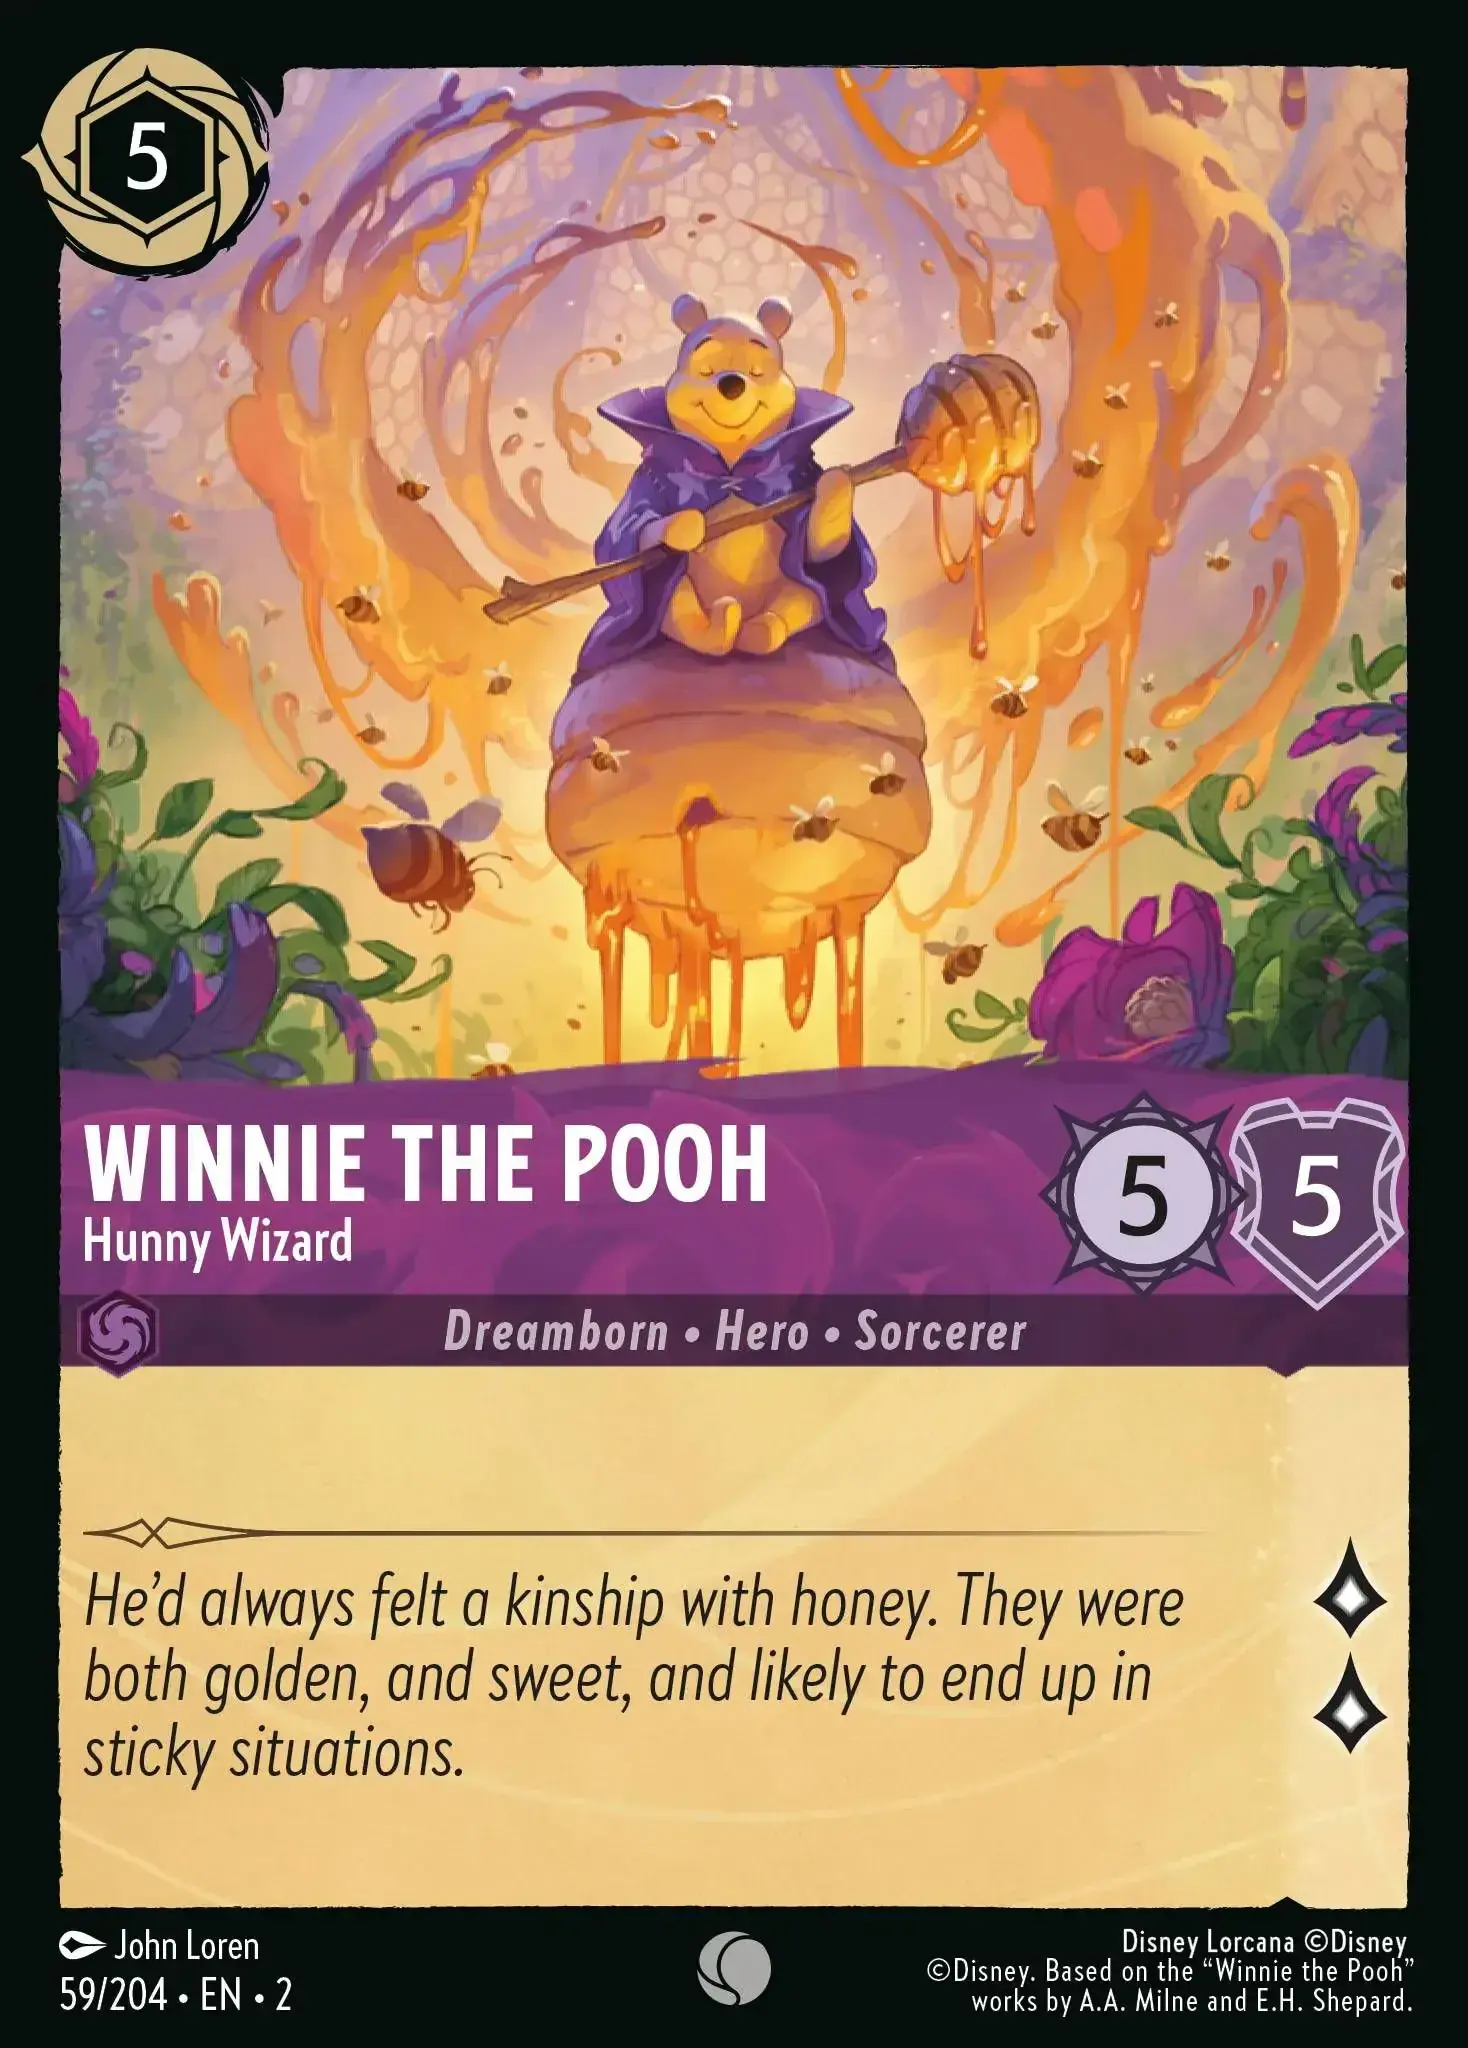 5
WINNIE THE POOH
Hunny Wizard
5
5
Dreamborn • Hero • Sorcerer
He’d always felt a kinship with honey. They were
both golden, and sweet, and likely to end up in
sticky situations.
John Loren
59/204 • EN • 2
Disney Lorcana ©Disney
©Disney. Based on the “Winnie the Pooh”
works by A.A. Milne and E.H. Shepard.